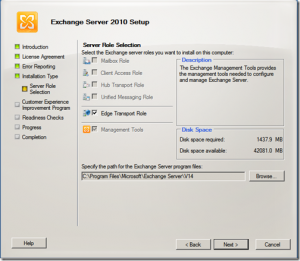 Exchange Server 2010 Setup
Introduction
License Agreement
Error Reporting
Installation Type
Server Role Selection
Customer Experience Improvement Program
Readiness Checks
Progress
Completion
Server Role Selection
Select the Exchange server roles you want to install on this computer:
Mailbox Role
Client Access Role
Hub Transport Role
Unified Messaging Role
Edge Transport Role
Management Tools
Description
The Exchange Management Tools provide
the management tools needed to configure
and manage Exchange Server.
Disk Space
Disk space required: 1437.9 MB
Disk space available: 42081.0 MB
Specify the path for the Exchange Server program files:
C:\Program Files\Microsoft\Exchange Server\V14
Browse...
Help
< Back
Next >
Cancel